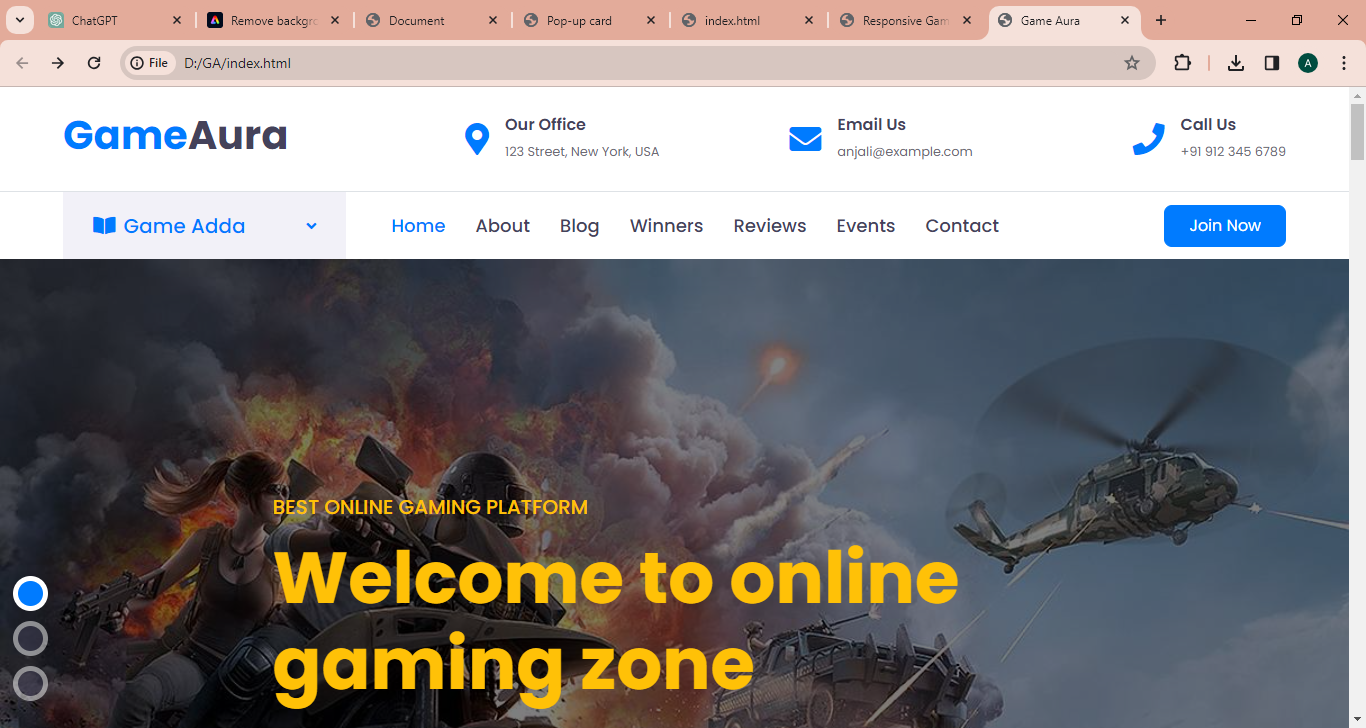 ChatGPT
Remove backgro
Document
Pop-up card
index.html
Responsive Gam
Game Aura
File
D:/GA/index.html
A
GameAura
Our Office
123 Street, New York, USA
Email Us
anjali@example.com
Call Us
+91 912 345 6789
Game Adda
Home
About
Blog
Winners
Reviews
Events
Contact
Join Now
BEST ONLINE GAMING PLATFORM
Welcome to online
gaming zone